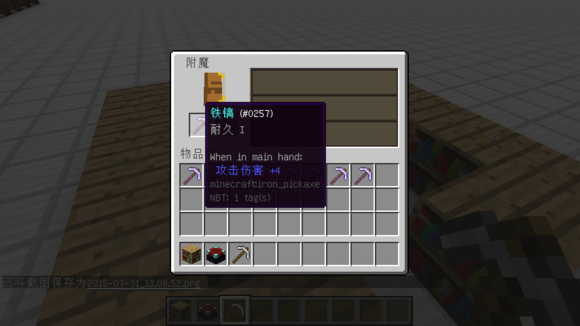 附魔
铁镐 (#0257)
耐久 I
When in main hand:
攻击伤害 +4
minecraft:iron_pickaxe
NBT: 1 tag(s)
物品
已将截图保存为2015-07-31_13.08.52.png